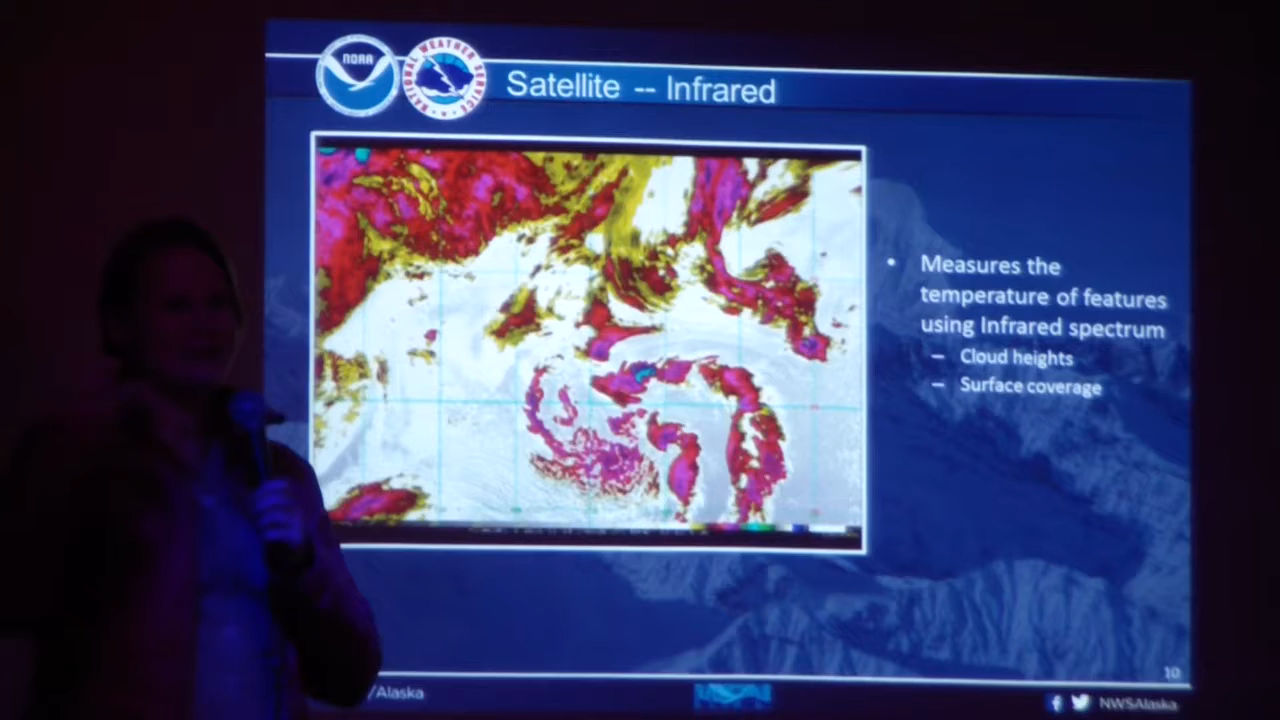 NOAA
NATIONAL WEATHER SERVICE
Satellite -- Infrared
• Measures the
temperature of features
using Infrared spectrum
– Cloud heights
– Surface coverage
10
/Alaska
NWSAlaska